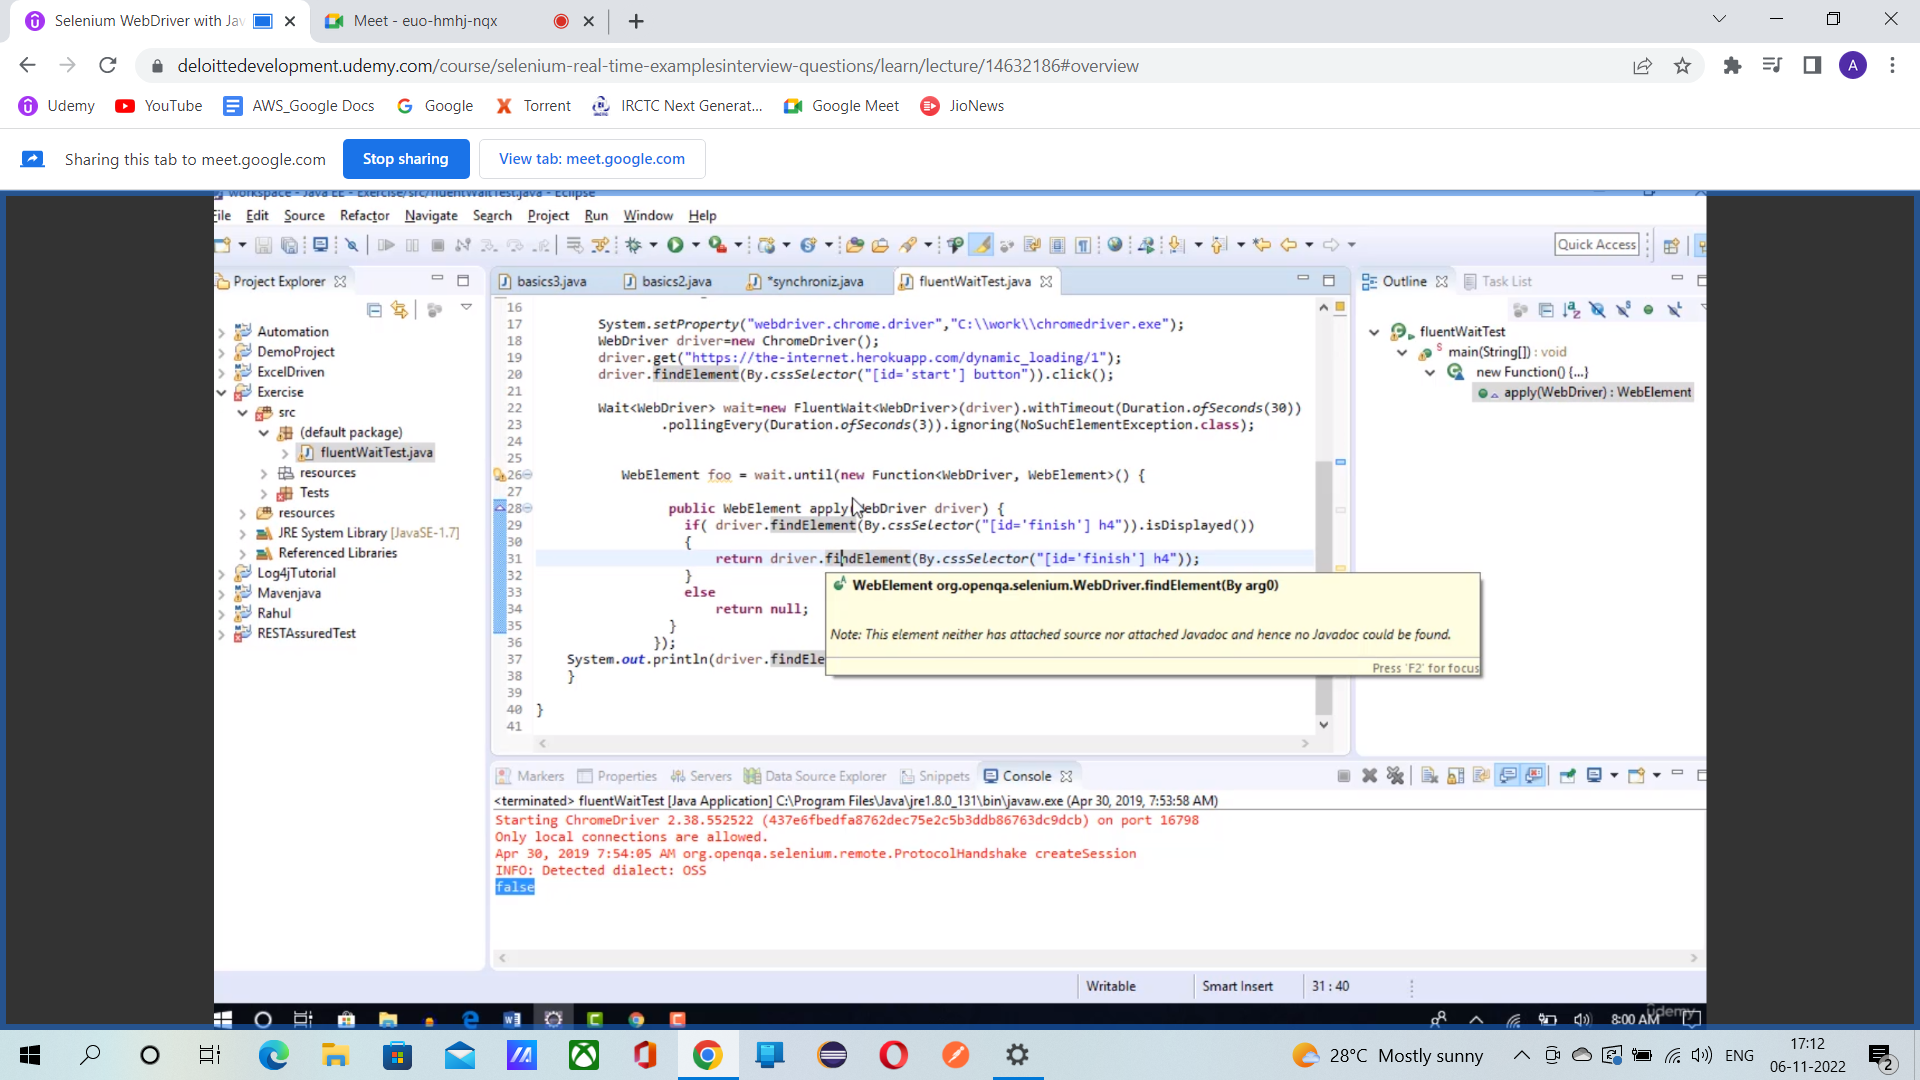 Selenium WebDriver with Jav
Meet - euo-hmhj-nqx
deloittedevelopment.udemy.com/course/selenium-real-time-examplesinterview-questions/learn/lecture/14632186#overview
A
Udemy
YouTube
AWS_Google Docs
Google
Torrent
IRCTC Next Generat...
Google Meet
JioNews
Sharing this tab to meet.google.com
Stop sharing
View tab: meet.google.com
workspace - Java EE - Exercise/src/fluentWaitTest.java - Eclipse
File Edit Source Refactor Navigate Search Project Run Window Help
Quick Access
Project Explorer
Automation
DemoProject
ExcelDriven
Exercise
src
(default package)
fluentWaitTest.java
resources
Tests
resources
JRE System Library [JavaSE-1.7]
Referenced Libraries
Log4jTutorial
Mavenjava
Rahul
RESTAssuredTest
basics3.java
basics2.java
*synchroniz.java
fluentWaitTest.java
16
17 System.setProperty("webdriver.chrome.driver","C:\\work\\chromedriver.exe");
18 WebDriver driver=new ChromeDriver();
19 driver.get("https://the-internet.herokuapp.com/dynamic_loading/1");
20 driver.findElement(By.cssSelector("[id='start'] button")).click();
21
22 Wait<WebDriver> wait=new FluentWait<WebDriver>(driver).withTimeout(Duration.ofSeconds(30))
23 .pollingEvery(Duration.ofSeconds(3)).ignoring(NoSuchElementException.class);
24
25
26 WebElement foo = wait.until(new Function<WebDriver, WebElement>() {
27
28 public WebElement apply(WebDriver driver) {
29 if( driver.findElement(By.cssSelector("[id='finish'] h4")).isDisplayed())
30 {
31 return driver.findElement(By.cssSelector("[id='finish'] h4"));
32 }
33 else
34 return null;
35 }
36 });
37 System.out.println(driver.findEle
38 }
39
40 }
41
WebElement org.openqa.selenium.WebDriver.findElement(By arg0)
Note: This element neither has attached source nor attached Javadoc and hence no Javadoc could be found.
Press 'F2' for focus
Outline
Task List
fluentWaitTest
main(String[]) : void
new Function() {...}
apply(WebDriver) : WebElement
Markers
Properties
Servers
Data Source Explorer
Snippets
Console
<terminated> fluentWaitTest [Java Application] C:\Program Files\Java\jre1.8.0_131\bin\javaw.exe (Apr 30, 2019, 7:53:58 AM)
Starting ChromeDriver 2.38.552522 (437e6fbedfa8762dec75e2c5b3ddb86763dc9dcb) on port 16798
Only local connections are allowed.
Apr 30, 2019 7:54:05 AM org.openqa.selenium.remote.ProtocolHandshake createSession
INFO: Detected dialect: OSS
false
Writable
Smart Insert
31 : 40
udemy
8:00 AM
28°C Mostly sunny
ENG
17:12
06-11-2022
2